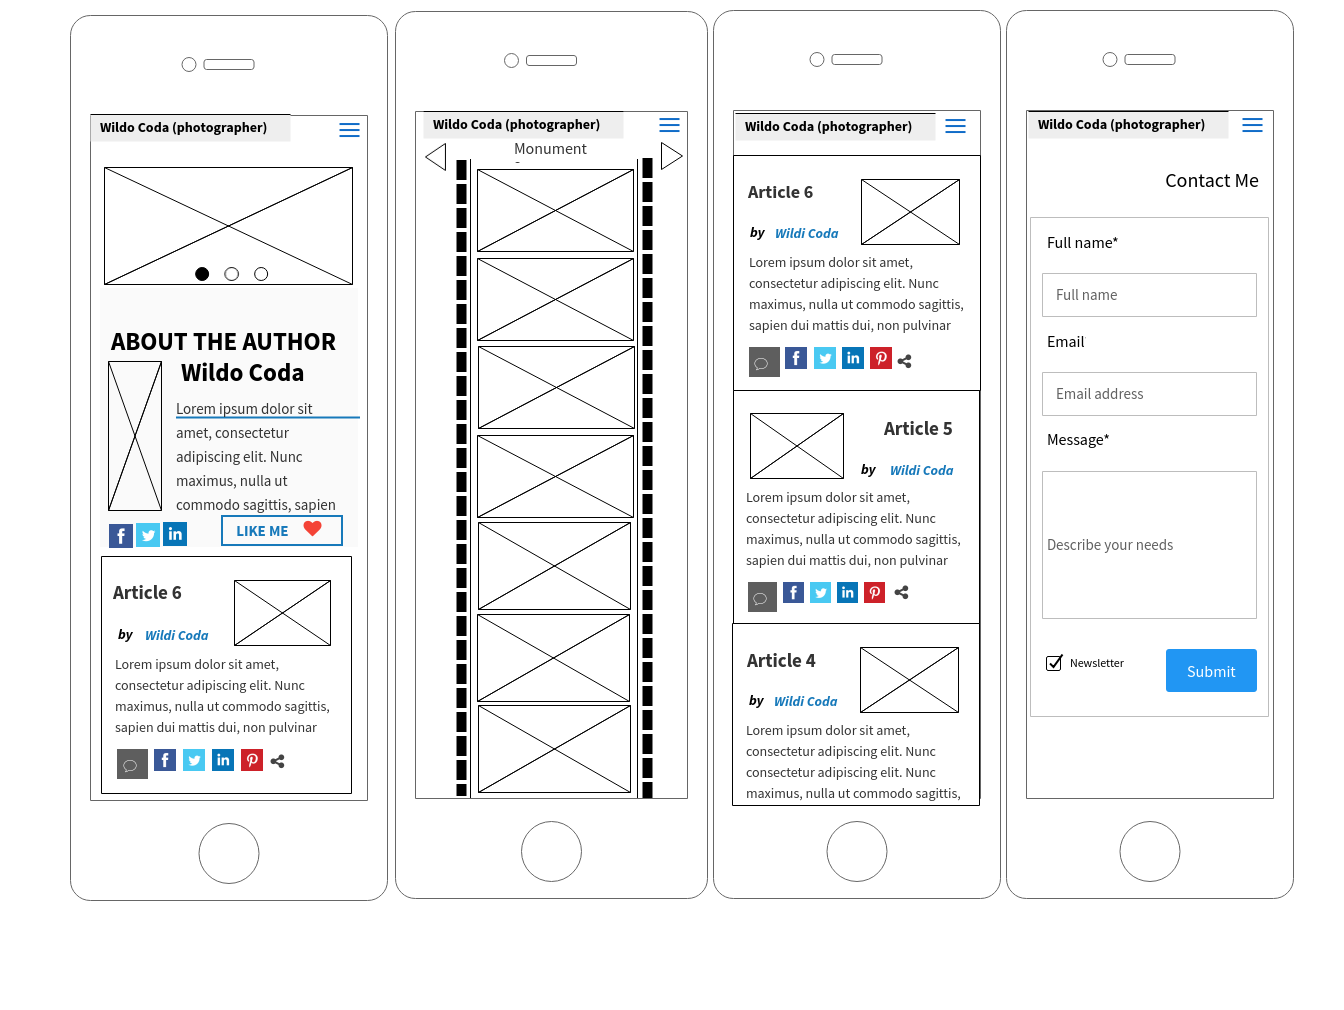 Wildo Coda (photographer)
ABOUT THE AUTHOR
Wildo Coda
Lorem ipsum dolor sit
amet, consectetur
adipiscing elit. Nunc
maximus, nulla ut
commodo sagittis, sapien
LIKE ME
Article 6
by Wildi Coda
Lorem ipsum dolor sit amet,
consectetur adipiscing elit. Nunc
maximus, nulla ut commodo sagittis,
sapien dui mattis dui, non pulvinar
Wildo Coda (photographer)
Monument
Wildo Coda (photographer)
Article 6
by Wildi Coda
Lorem ipsum dolor sit amet,
consectetur adipiscing elit. Nunc
maximus, nulla ut commodo sagittis,
sapien dui mattis dui, non pulvinar
Article 5
by Wildi Coda
Lorem ipsum dolor sit amet,
consectetur adipiscing elit. Nunc
maximus, nulla ut commodo sagittis,
sapien dui mattis dui, non pulvinar
Article 4
by Wildi Coda
Lorem ipsum dolor sit amet,
consectetur adipiscing elit. Nunc
consectetur adipiscing elit. Nunc
maximus, nulla ut commodo sagittis,
Wildo Coda (photographer)
Contact Me
Full name*
Full name
Email
Email address
Message*
Describe your needs
Newsletter
Submit